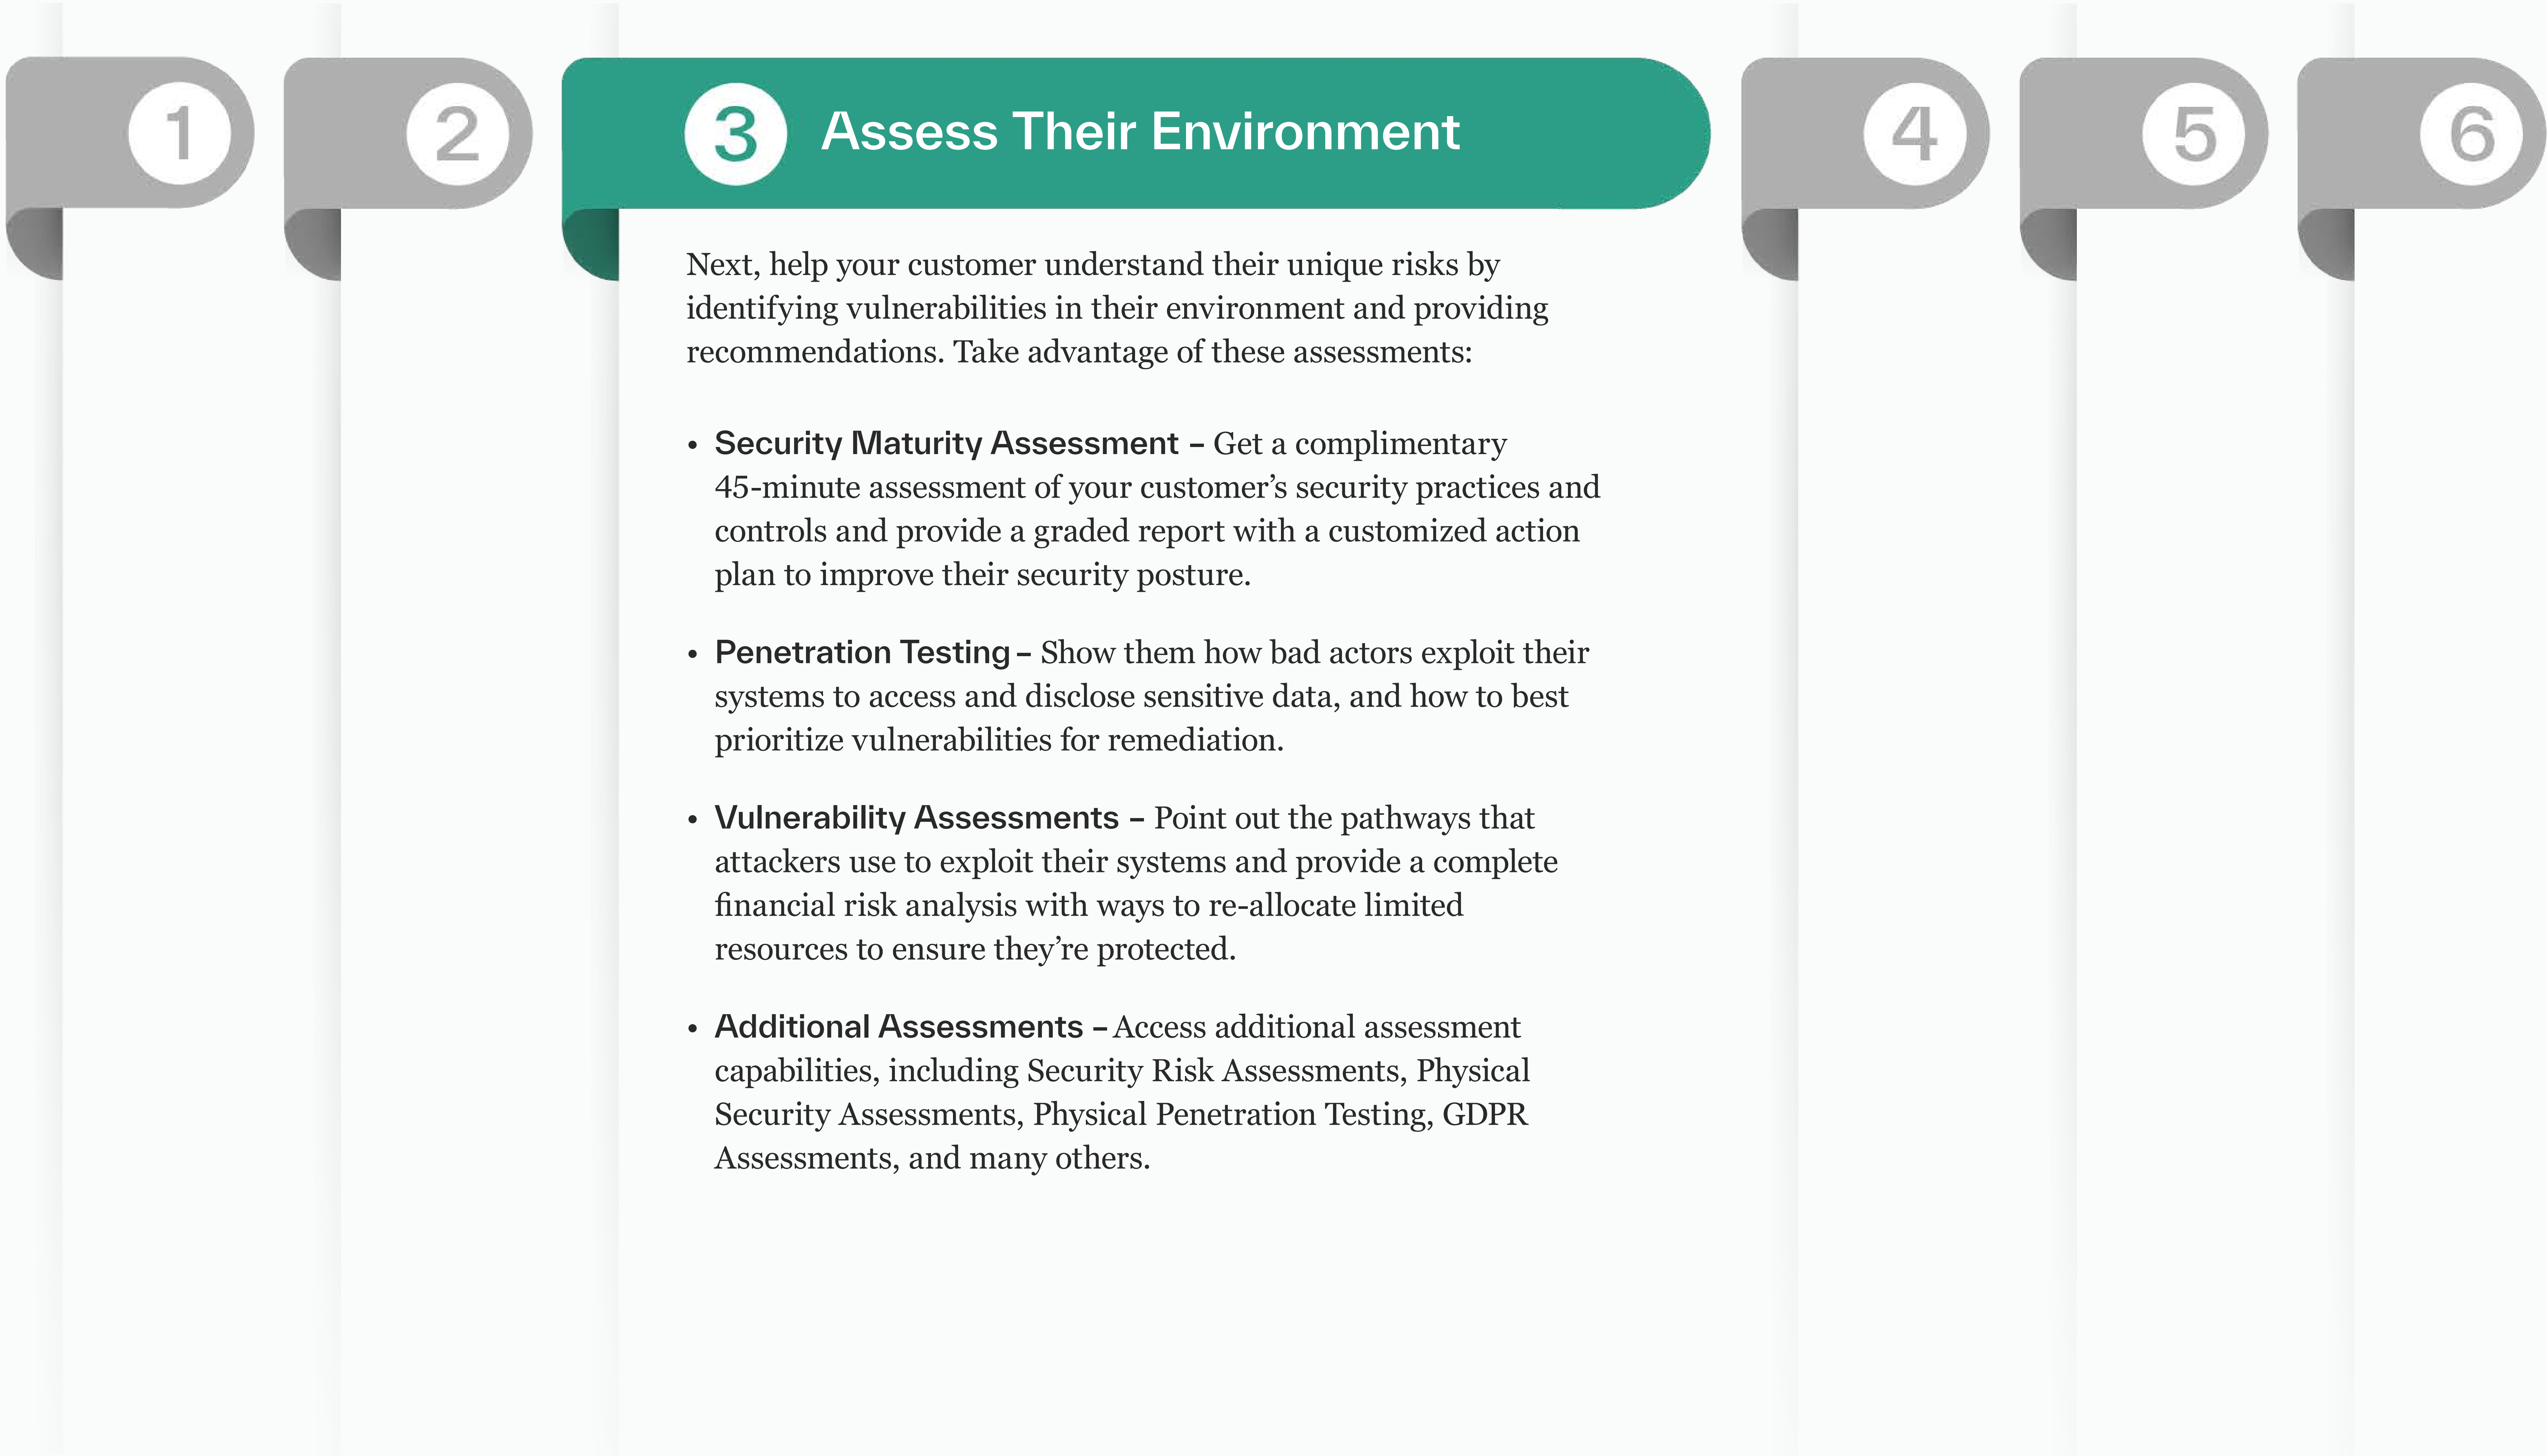 1
2
3 Assess Their Environment
4
5
6
Next, help your customer understand their unique risks by
identifying vulnerabilities in their environment and providing
recommendations. Take advantage of these assessments:
• Security Maturity Assessment – Get a complimentary
45-minute assessment of your customer’s security practices and
controls and provide a graded report with a customized action
plan to improve their security posture.
• Penetration Testing – Show them how bad actors exploit their
systems to access and disclose sensitive data, and how to best
prioritize vulnerabilities for remediation.
• Vulnerability Assessments – Point out the pathways that
attackers use to exploit their systems and provide a complete
financial risk analysis with ways to re-allocate limited
resources to ensure they’re protected.
• Additional Assessments – Access additional assessment
capabilities, including Security Risk Assessments, Physical
Security Assessments, Physical Penetration Testing, GDPR
Assessments, and many others.